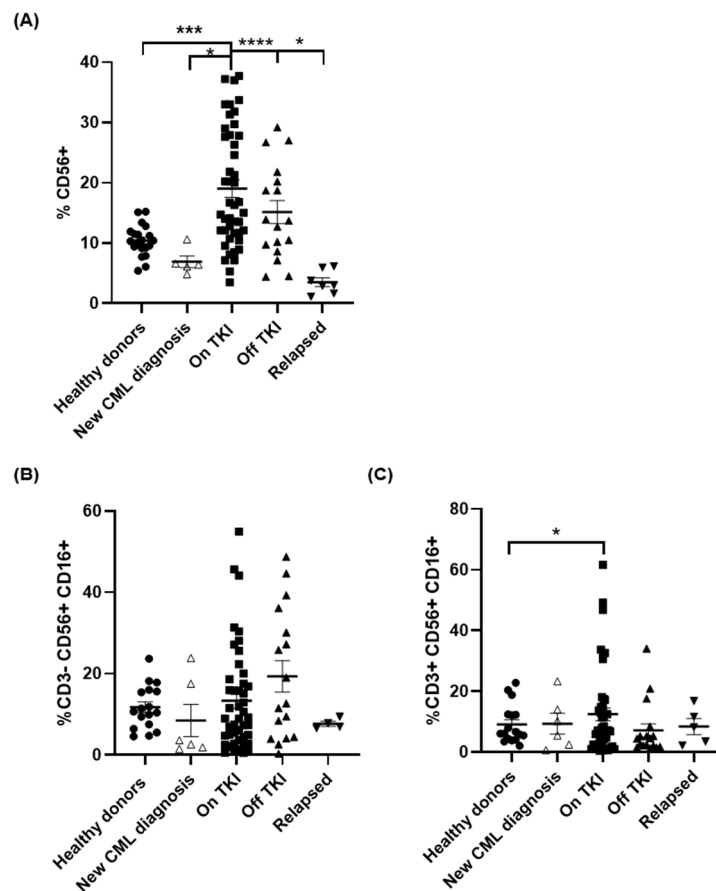 (A)
***
* **** *
% CD56+
40
30
20
10
0
Healthy donors
New CML diagnosis
On TKI
Off TKI
Relapsed
(B)
%CD3- CD56+ CD16+
60
40
20
0
Healthy donors
New CML diagnosis
On TKI
Off TKI
Relapsed
(C)
*
%CD3+ CD56+ CD16+
80
60
40
20
0
Healthy donors
New CML diagnosis
On TKI
Off TKI
Relapsed